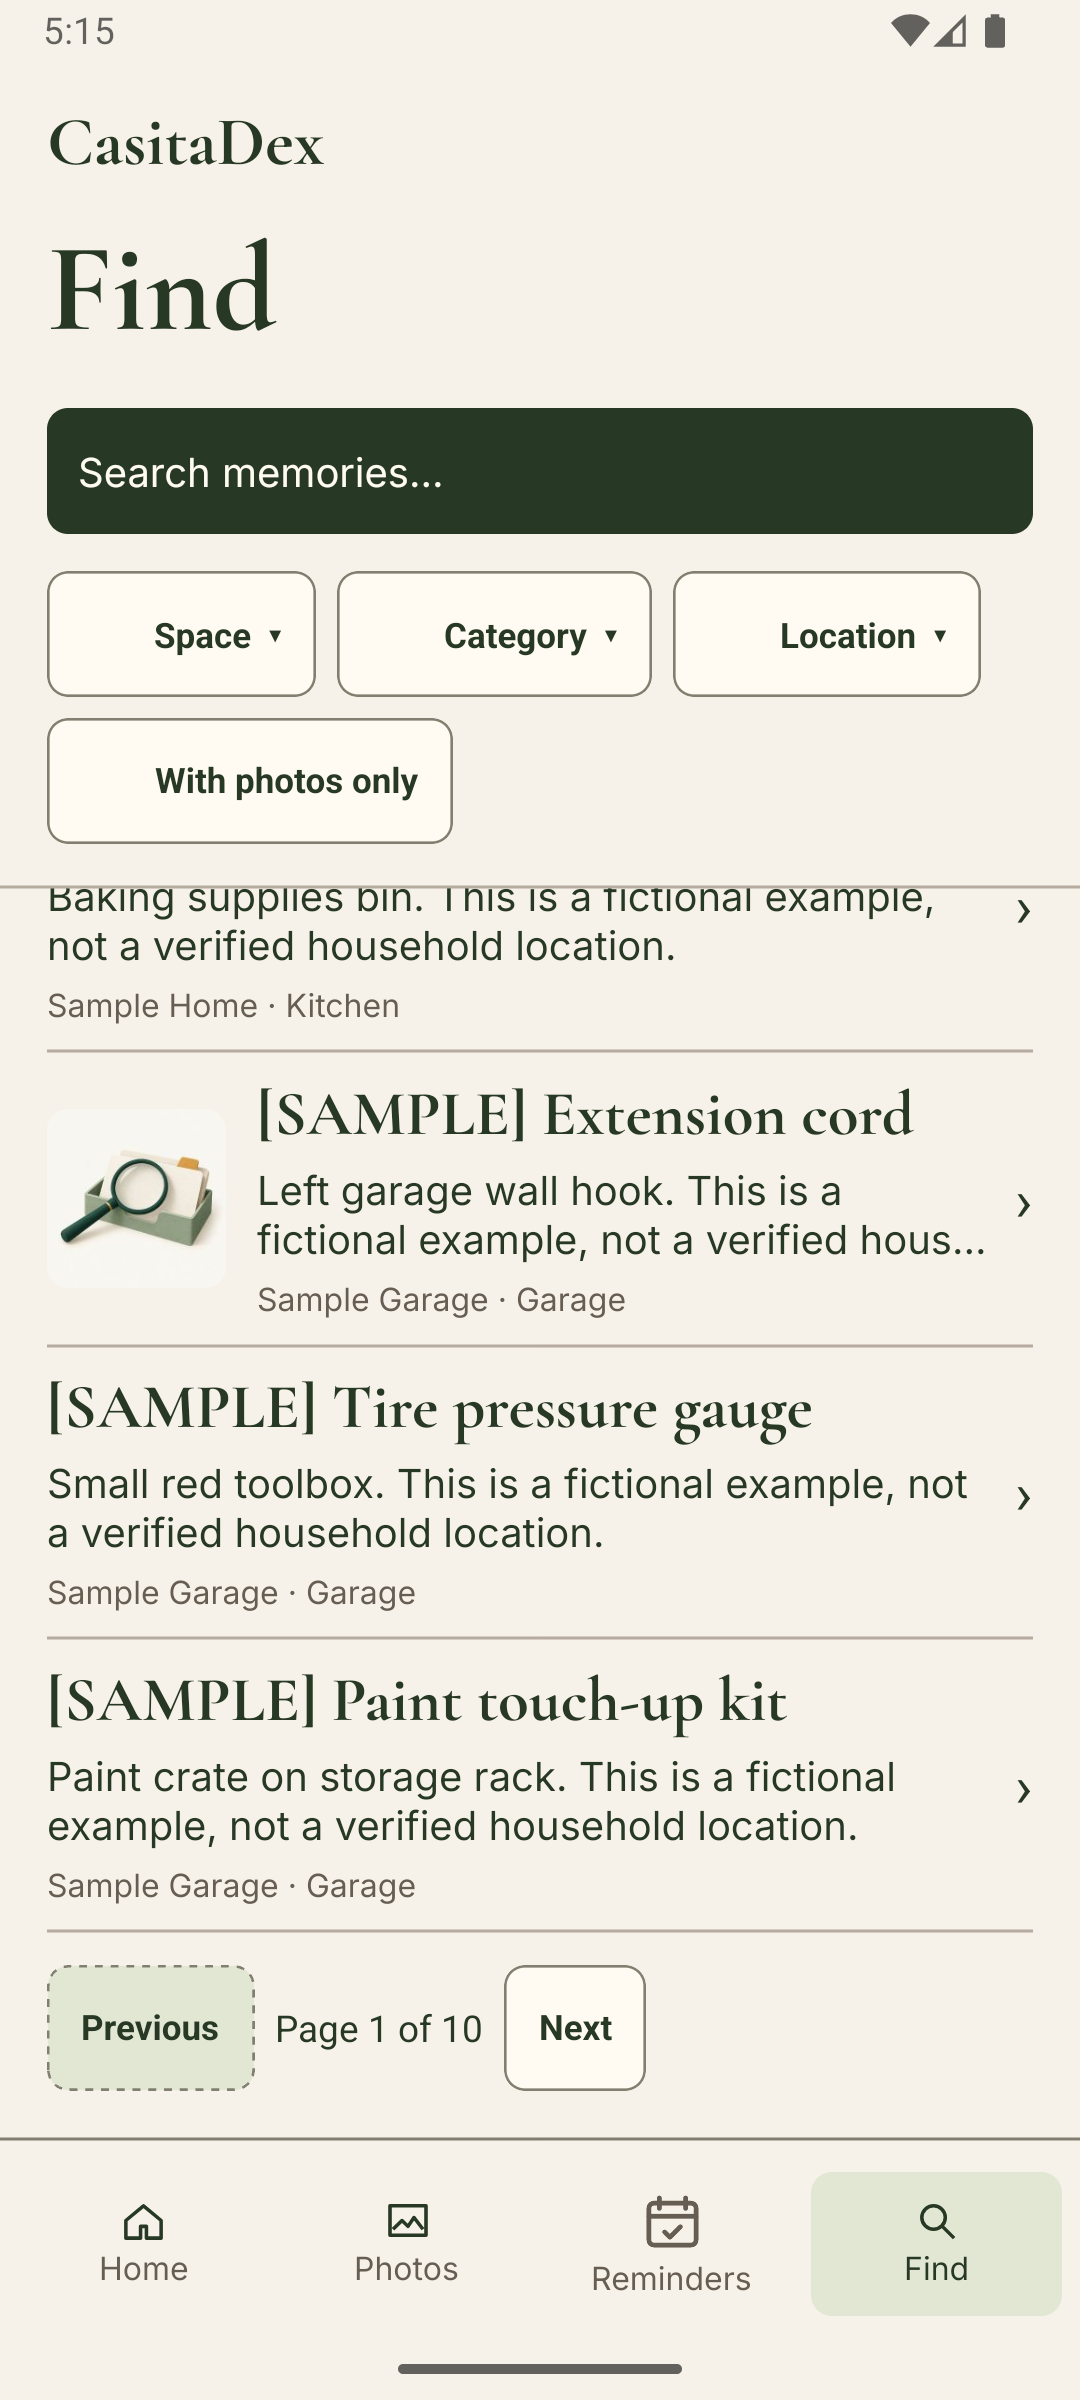 5:15
CasitaDex
Find
Search memories...
Space ▼
Category ▼
Location ▼
With photos only
Baking supplies bin. This is a fictional example,
not a verified household location.
Sample Home · Kitchen
[SAMPLE] Extension cord
Left garage wall hook. This is a
fictional example, not a verified hous...
Sample Garage · Garage
[SAMPLE] Tire pressure gauge
Small red toolbox. This is a fictional example, not
a verified household location.
Sample Garage · Garage
[SAMPLE] Paint touch-up kit
Paint crate on storage rack. This is a fictional
example, not a verified household location.
Sample Garage · Garage
Previous
Page 1 of 10
Next
Home
Photos
Reminders
Find